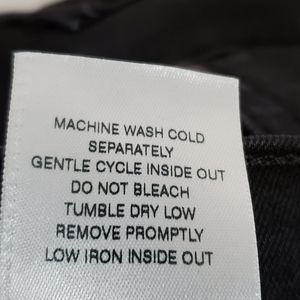 MACHINE WASH COLD
SEPARATELY
GENTLE CYCLE INSIDE OUT
DO NOT BLEACH
TUMBLE DRY LOW
REMOVE PROMPTLY
LOW IRON INSIDE OUT